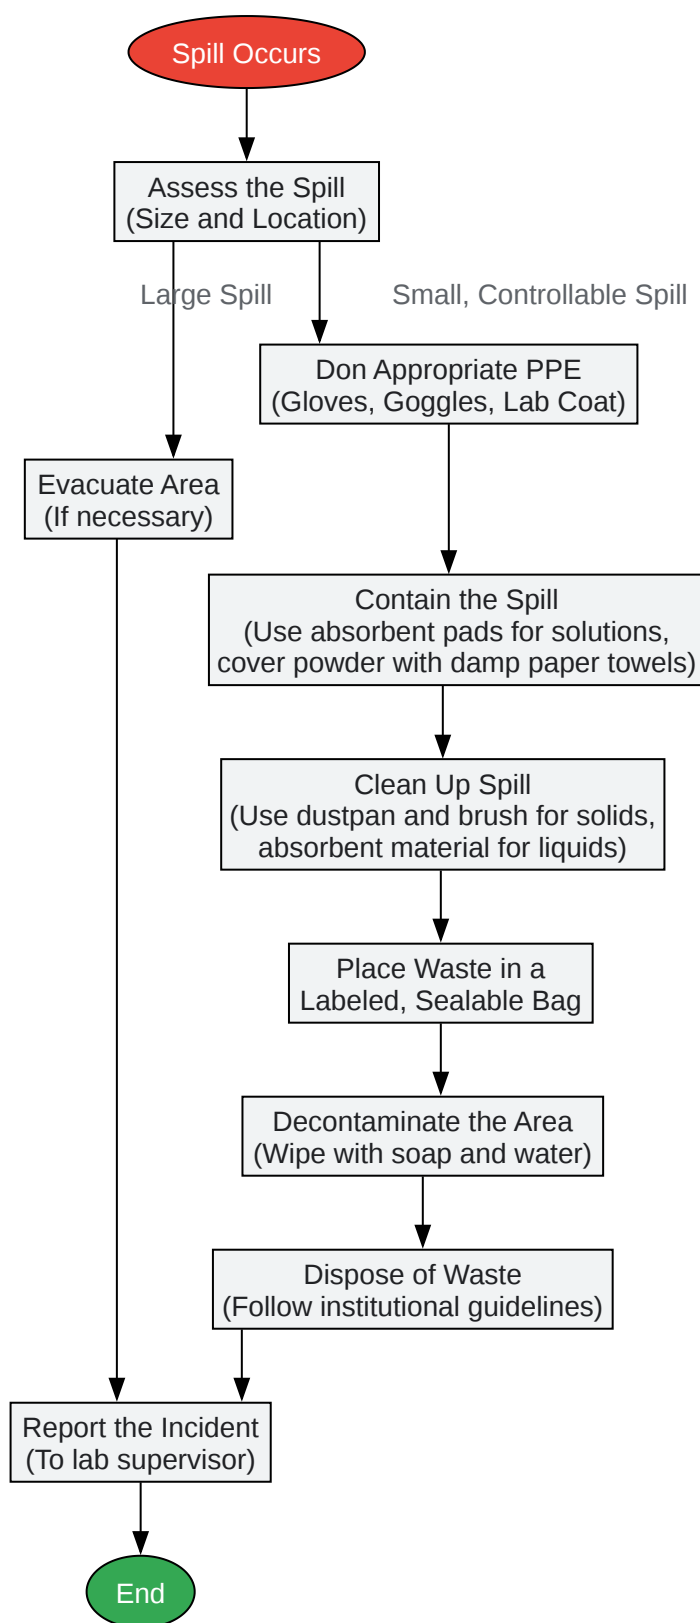 Spill Occurs
Assess the Spill
(Size and Location)
Large Spill
Small, Controllable Spill
Don Appropriate PPE
(Gloves, Goggles, Lab Coat)
Evacuate Area
(If necessary)
Contain the Spill
(Use absorbent pads for solutions,
cover powder with damp paper towels)
Clean Up Spill
(Use dustpan and brush for solids,
absorbent material for liquids)
Place Waste in a
Labeled, Sealable Bag
Decontaminate the Area
(Wipe with soap and water)
Dispose of Waste
(Follow institutional guidelines)
Report the Incident
(To lab supervisor)
End